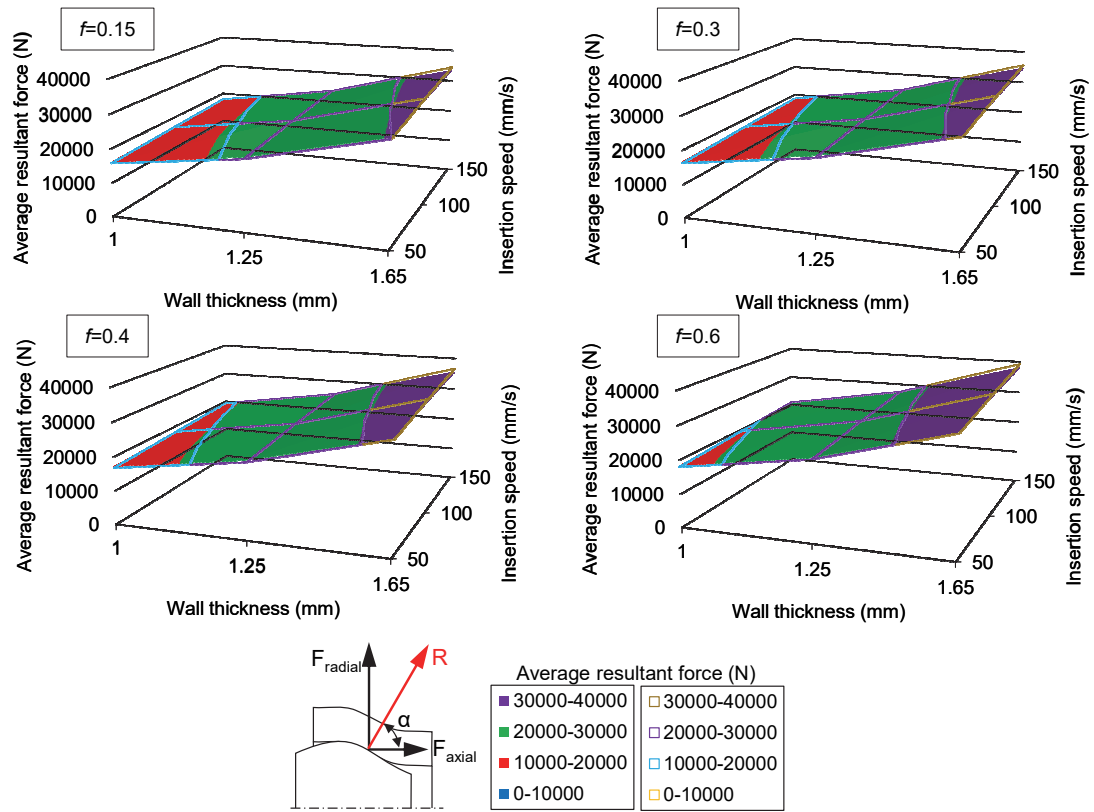 f=0.15
Average resultant force (N)
40000
30000
20000
10000
0
1
1.25
1.65
Wall thickness (mm)
50
100
150
Insertion speed (mm/s)
f=0.3
Average resultant force (N)
40000
30000
20000
10000
0
1
1.25
1.65
Wall thickness (mm)
50
100
150
Insertion speed (mm/s)
f=0.4
Average resultant force (N)
40000
30000
20000
10000
0
1
1.25
1.65
Wall thickness (mm)
50
100
150
Insertion speed (mm/s)
f=0.6
Average resultant force (N)
40000
30000
20000
10000
0
1
1.25
1.65
Wall thickness (mm)
50
100
150
Insertion speed (mm/s)
Fradial
R
α
Faxial
Average resultant force (N)
30000-40000
20000-30000
10000-20000
0-10000
30000-40000
20000-30000
10000-20000
0-10000